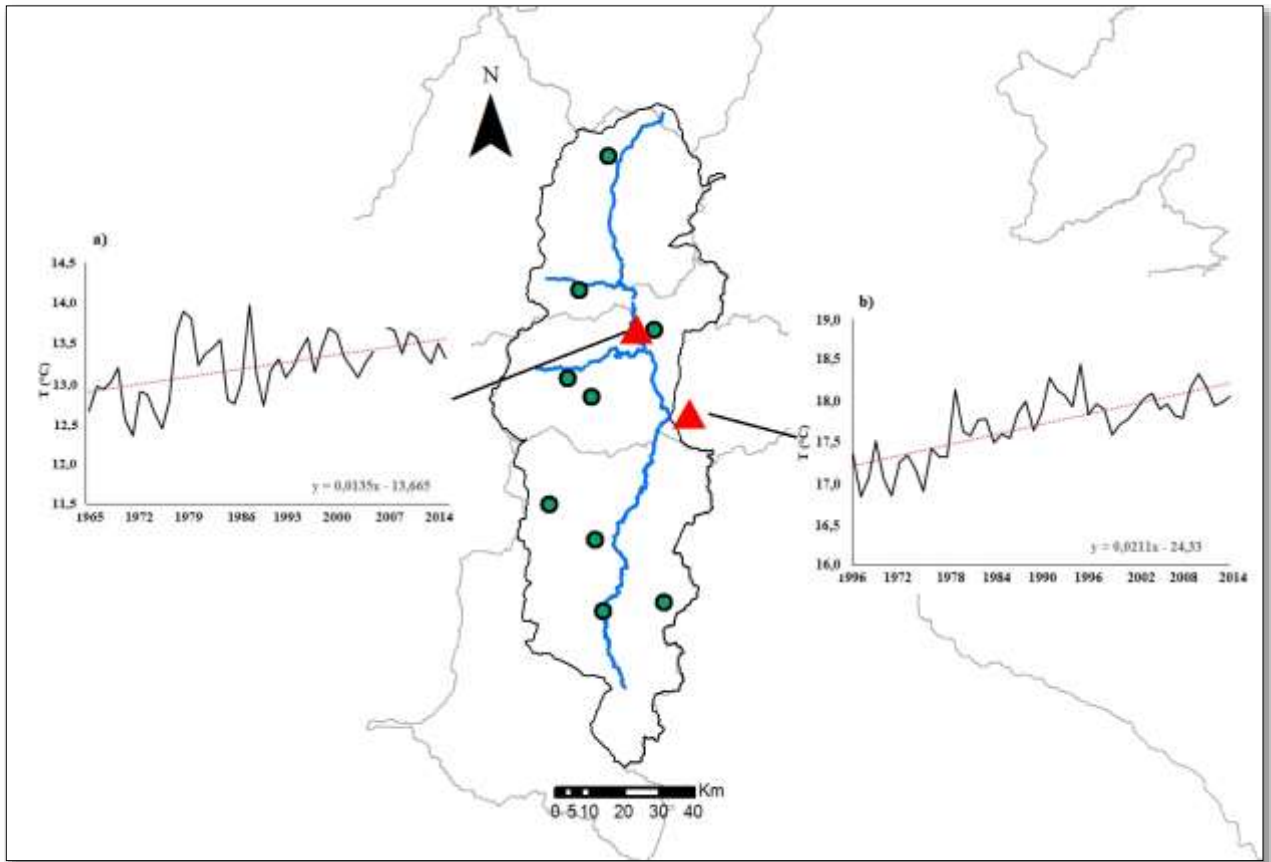 N
a)
14,5
14,0
13,5
13,0
12,5
12,0
11,5
T (°C)
y = 0,0135x - 13,665
1965 1972 1979 1986 1993 2000 2007 2014
b)
19,0
18,5
18,0
17,5
17,0
16,5
16,0
T (°C)
y = 0,0211x - 24,33
1996 1972 1978 1984 1990 1996 2002 2008 2014
Km
0 5 10 20 30 40